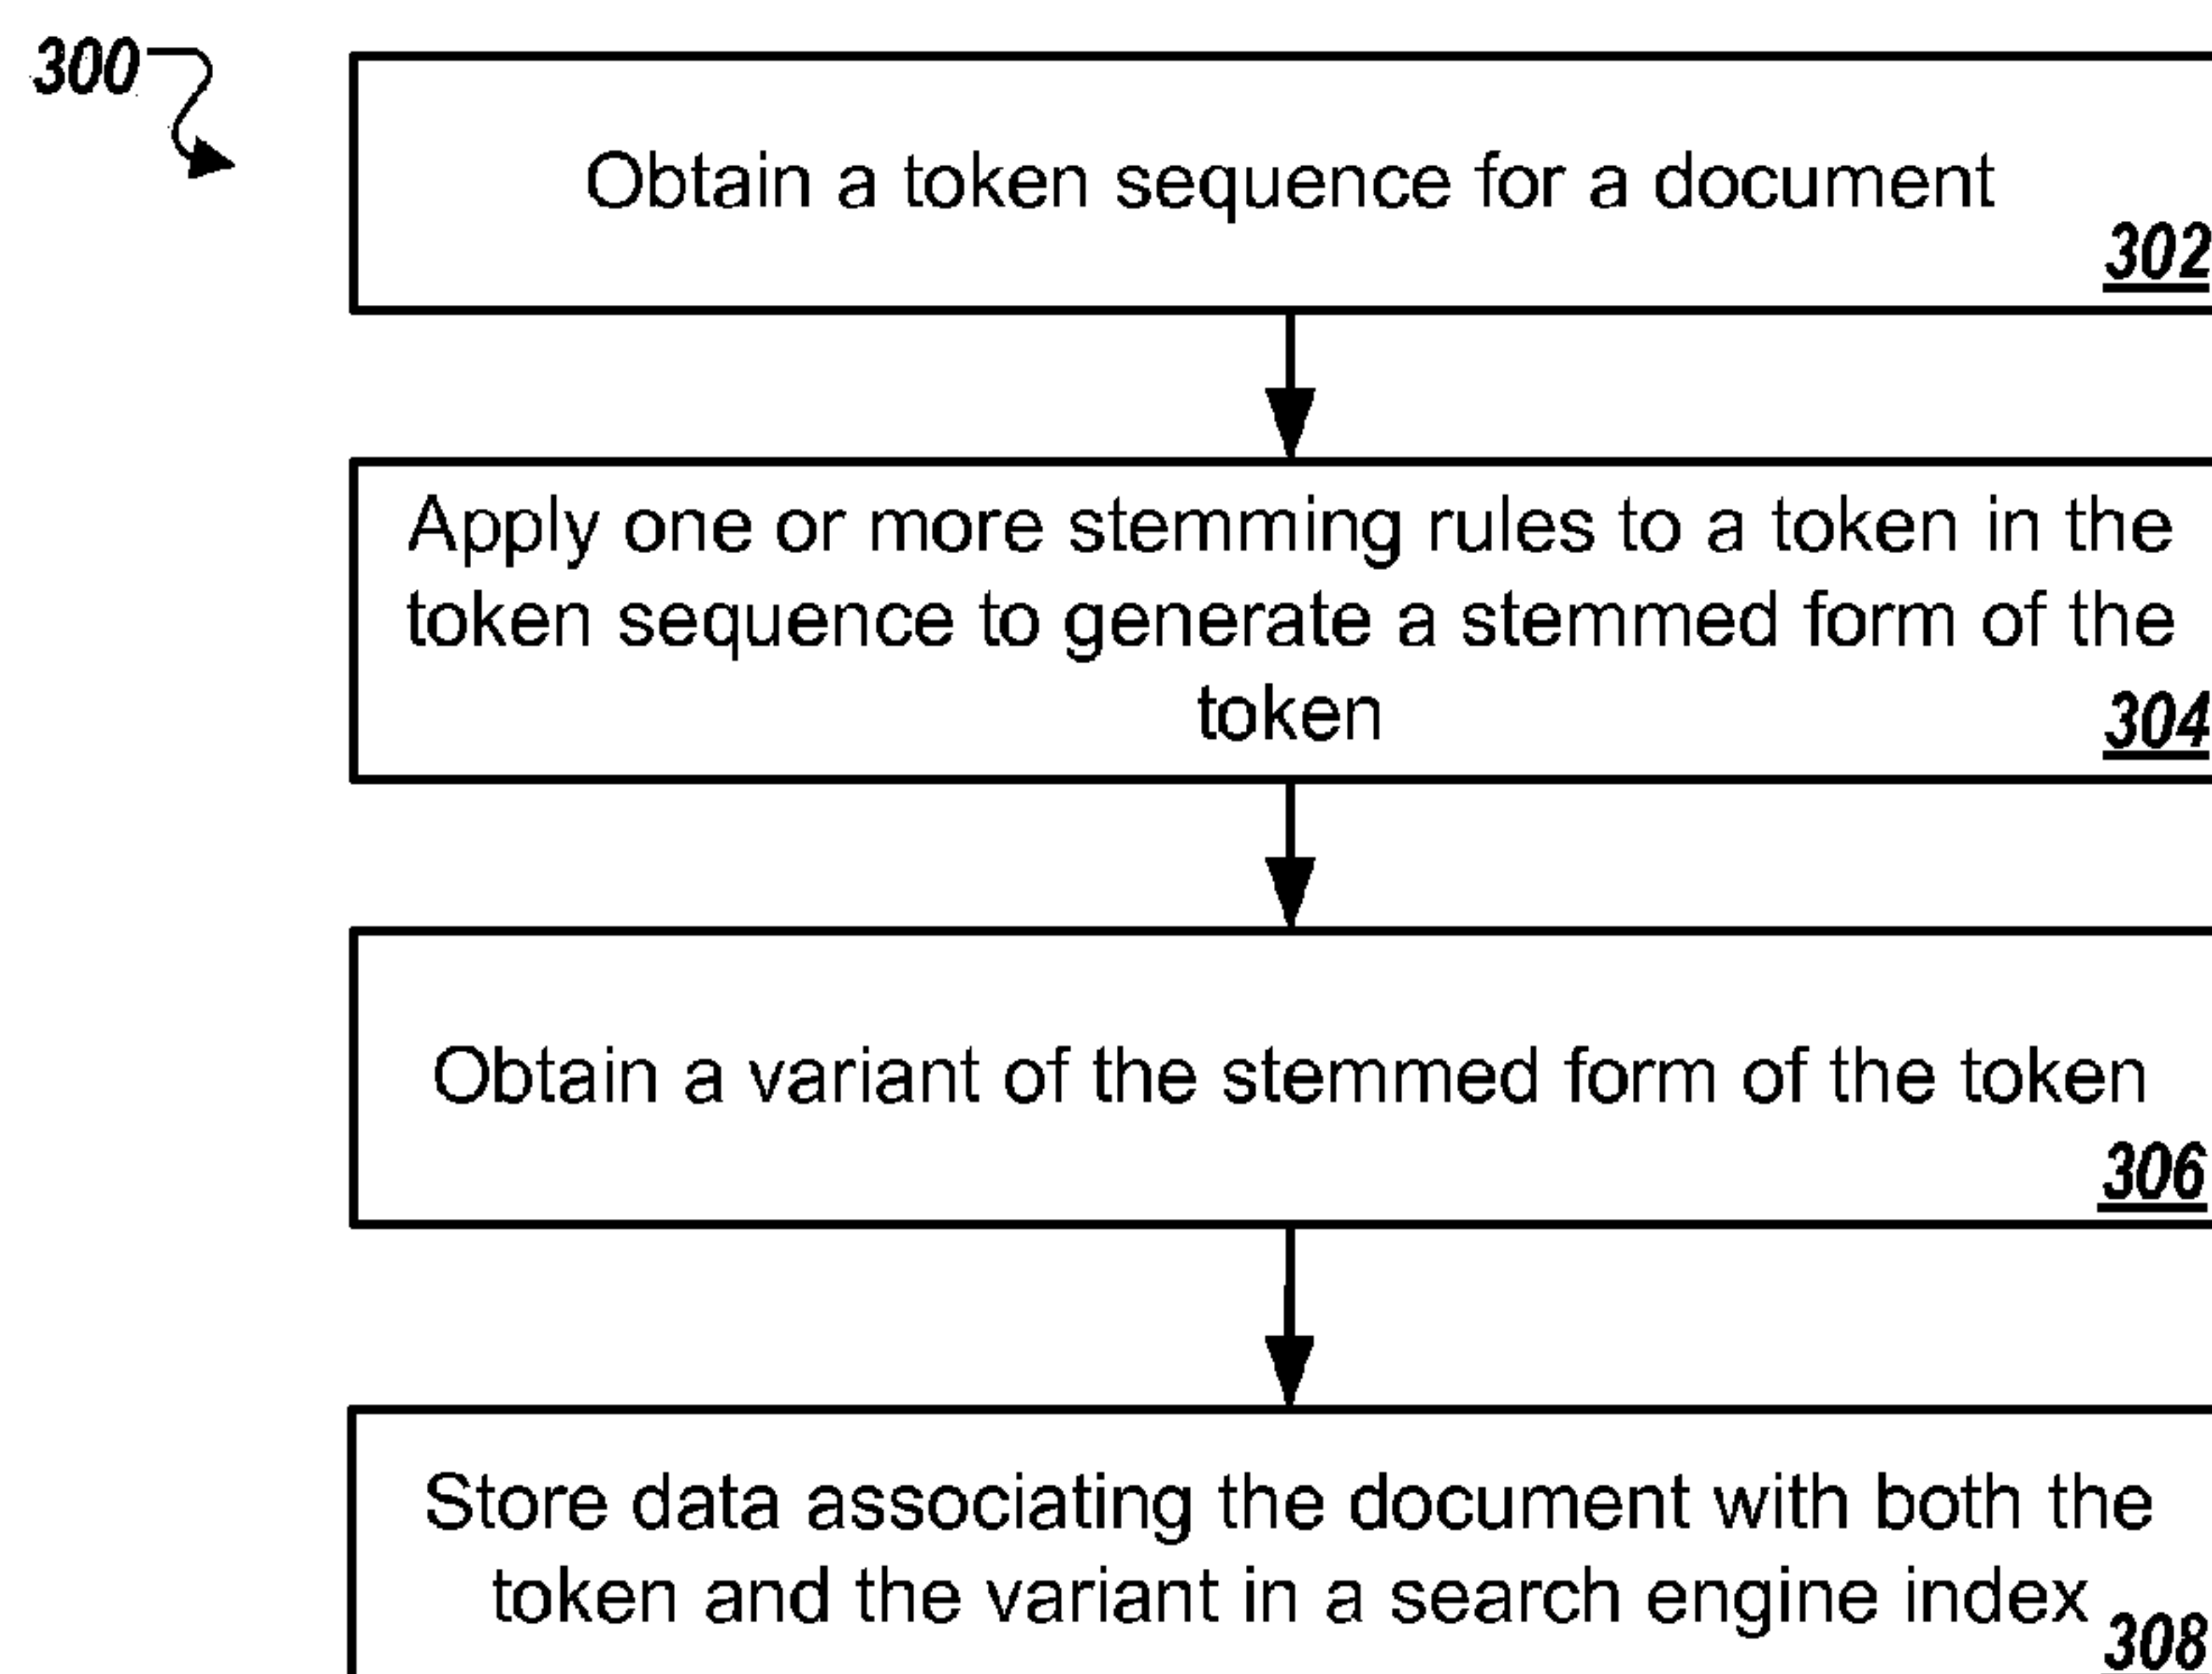 300
Obtain a token sequence for a document
302
Apply one or more stemming rules to a token in the
token sequence to generate a stemmed form of the
token
304
Obtain a variant of the stemmed form of the token
306
Store data associating the document with both the
token and the variant in a search engine index
308